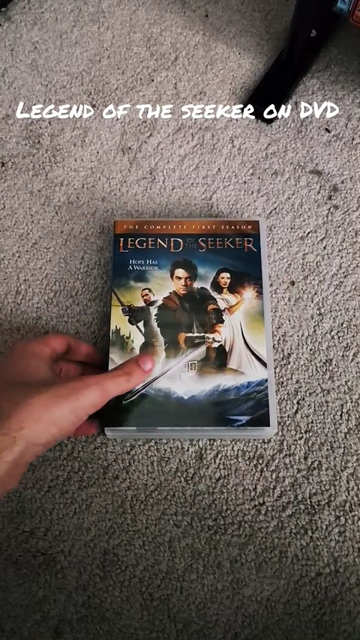 Legend of the seeker on DVD
THE COMPLETE FIRST SEASON
LEGEND OF THE SEEKER
HOPE HAS
A WARRIOR